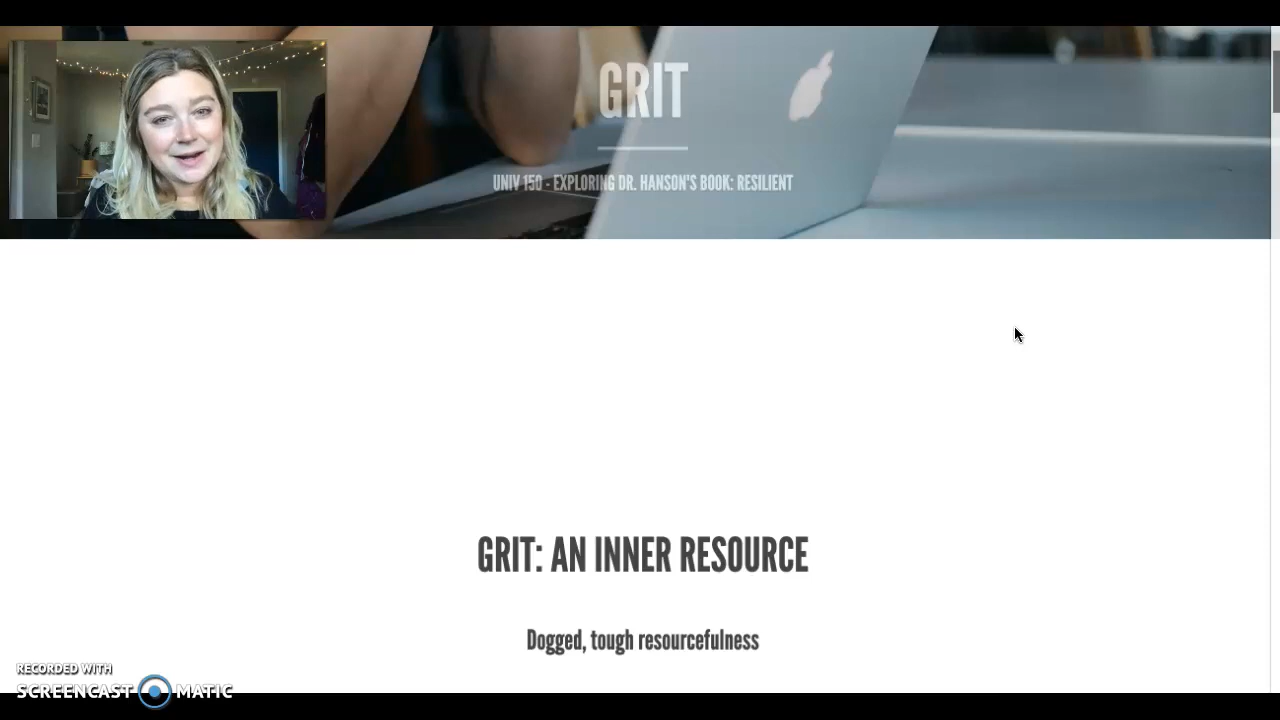 GRIT
UNIV 150 - EXPLORING DR. HANSON'S BOOK: RESILIENT
GRIT: AN INNER RESOURCE
Dogged, tough resourcefulness
RECORDED WITH
SCREENCAST MATIC